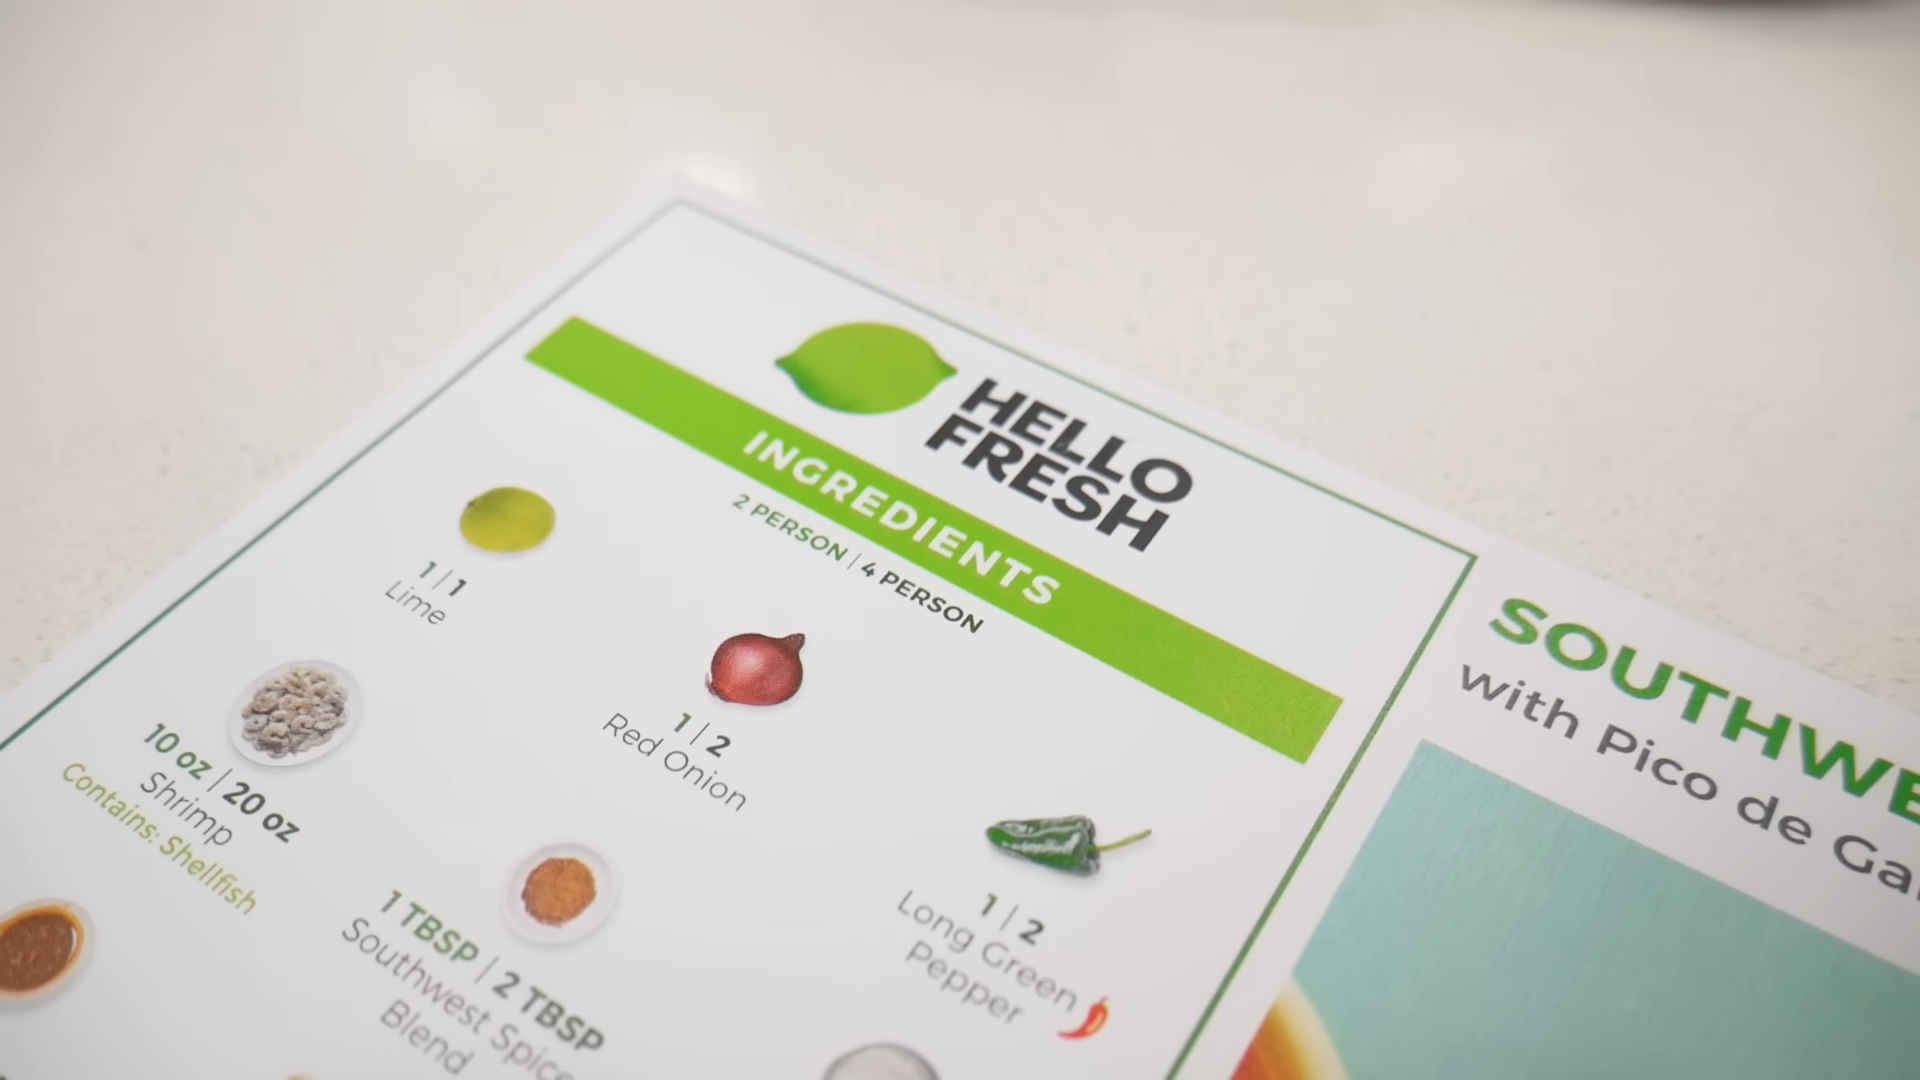 HELLO
FRESH
INGREDIENTS
2 PERSON | 4 PERSON
1 | 1
Lime
1 | 2
Red Onion
1 | 2
Long Green
Pepper
10 oz | 20 oz
Shrimp
Contains: Shellfish
1 TBSP | 2 TBSP
Southwest Spice
Blend
SOUTHWE
with Pico de Ga